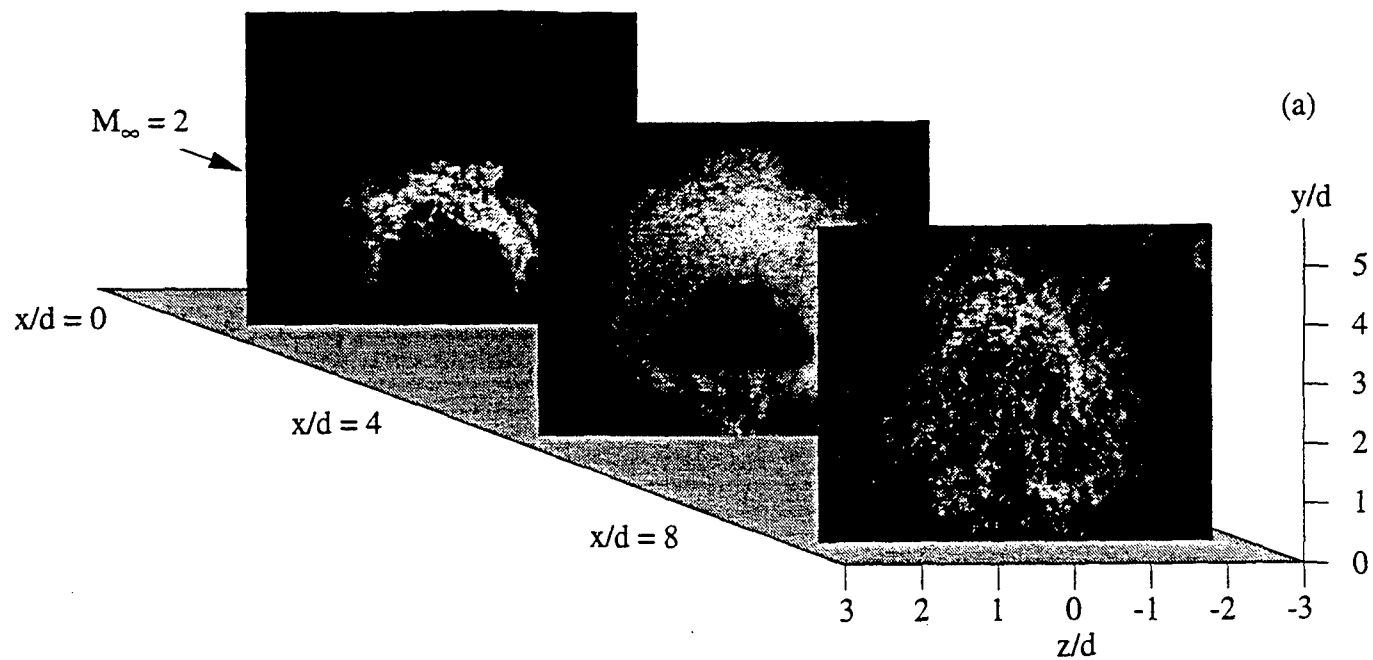 (a)
M∞ = 2
y/d
5
x/d = 0
4
3
x/d = 4
2
1
x/d = 8
0
3 2 1 0 -1 -2 -3
z/d